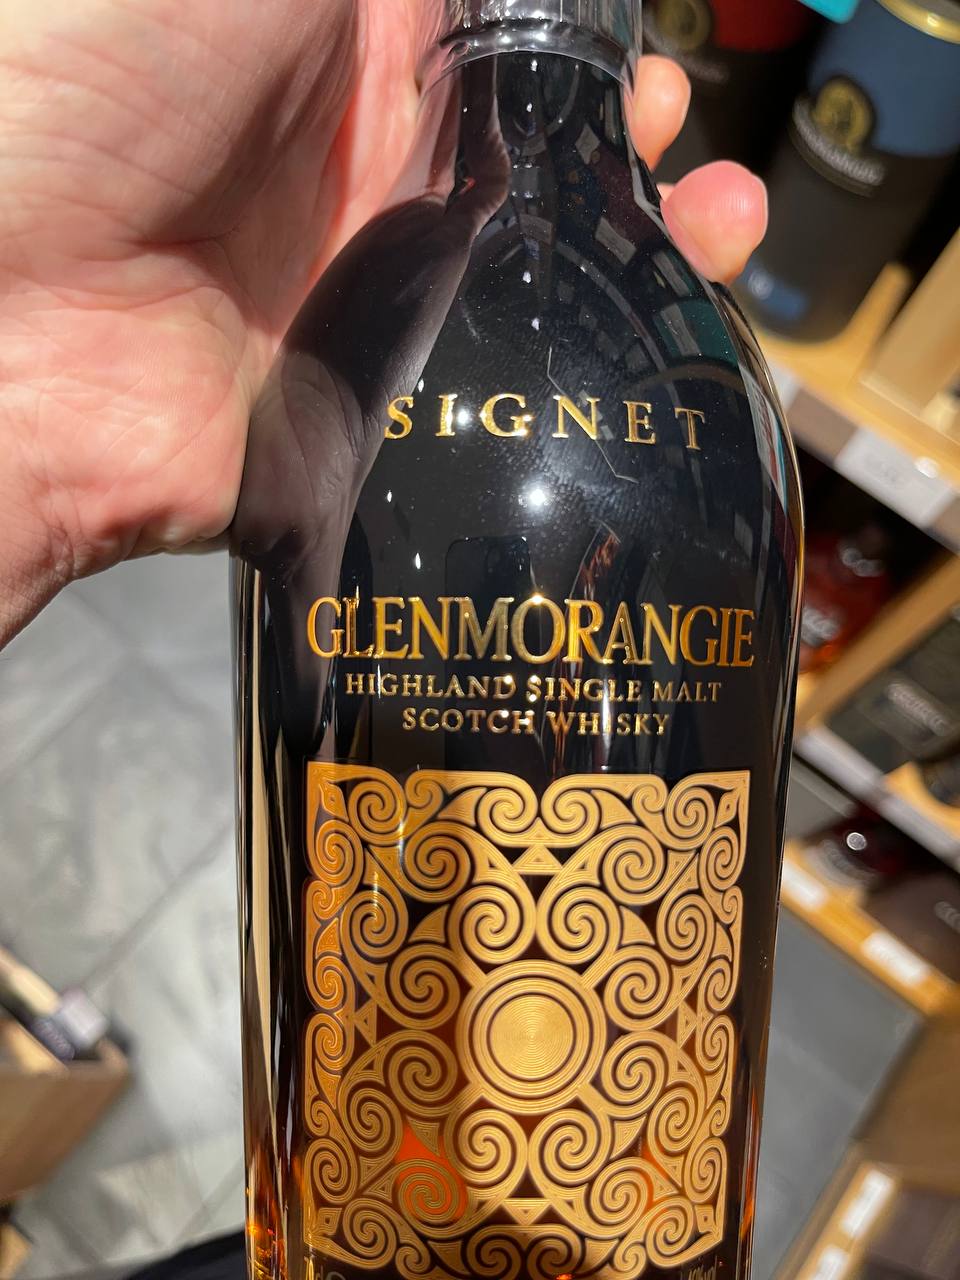 SIGNET
GLENMORANGIE
HIGHLAND SINGLE MALT
SCOTCH WHISKY